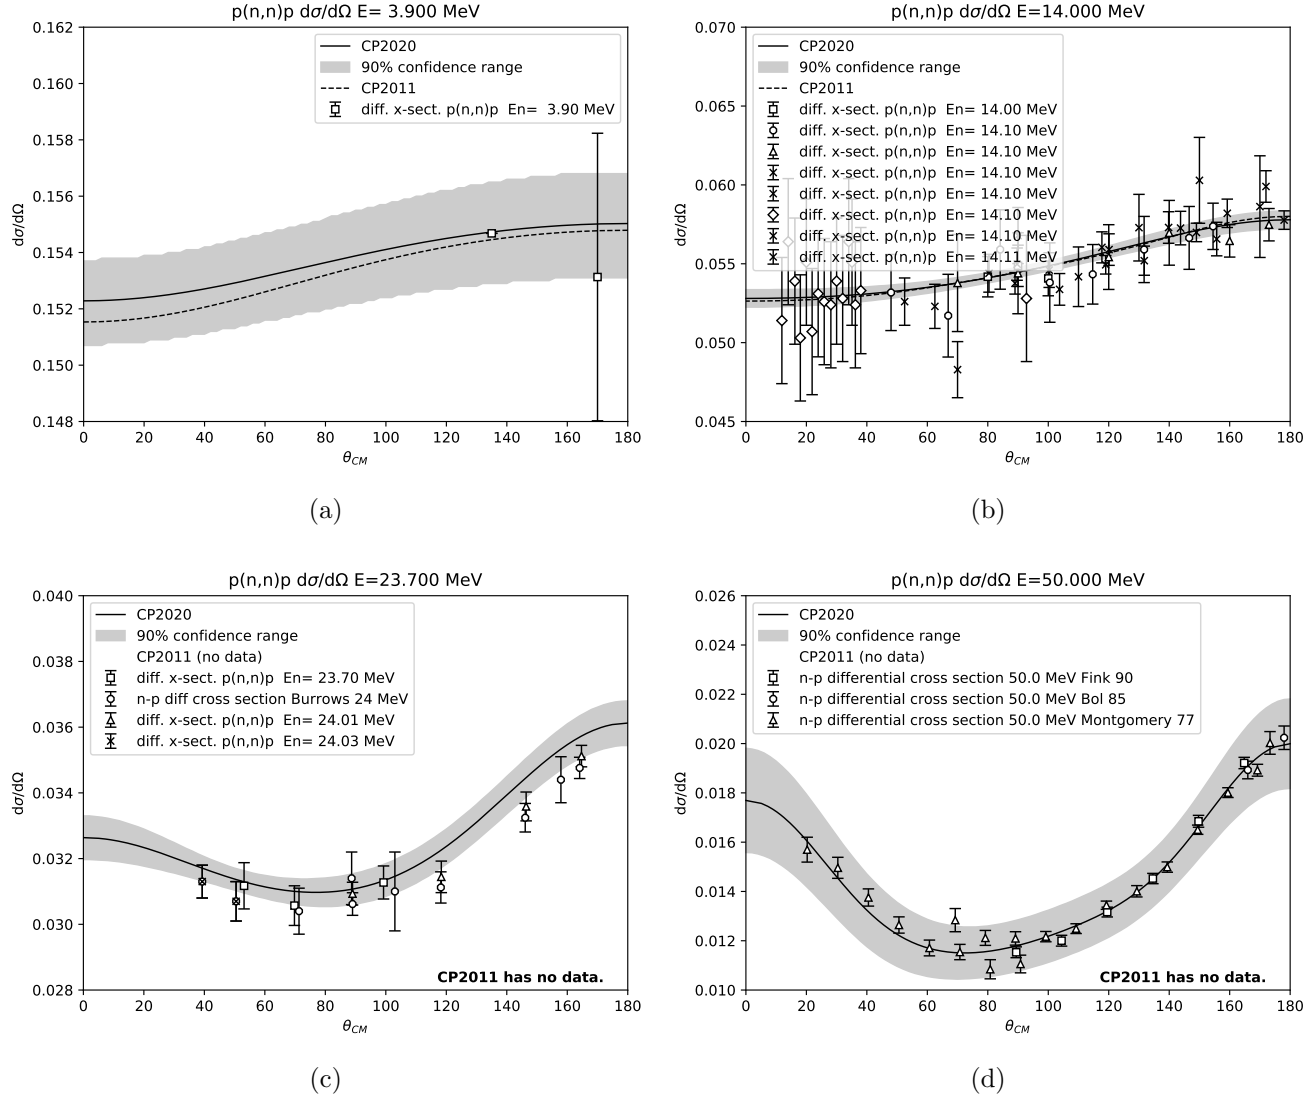 p(n,n)p dσ/dΩ E= 3.900 MeV
0.162
0.160
0.158
0.156
0.154
0.152
0.150
0.148
dσ/dΩ
CP2020
90% confidence range
CP2011
diff. x-sect. p(n,n)p En= 3.90 MeV
0 20 40 60 80 100 120 140 160 180
θCM
(a)
p(n,n)p dσ/dΩ E=14.000 MeV
0.070
0.065
0.060
0.055
0.050
0.045
dσ/dΩ
CP2020
90% confidence range
CP2011
diff. x-sect. p(n,n)p En= 14.00 MeV
diff. x-sect. p(n,n)p En= 14.10 MeV
diff. x-sect. p(n,n)p En= 14.10 MeV
diff. x-sect. p(n,n)p En= 14.10 MeV
diff. x-sect. p(n,n)p En= 14.10 MeV
diff. x-sect. p(n,n)p En= 14.10 MeV
diff. x-sect. p(n,n)p En= 14.10 MeV
diff. x-sect. p(n,n)p En= 14.11 MeV
0 20 40 60 80 100 120 140 160 180
θCM
(b)
p(n,n)p dσ/dΩ E=23.700 MeV
0.040
0.038
0.036
0.034
0.032
0.030
0.028
dσ/dΩ
CP2020
90% confidence range
CP2011 (no data)
diff. x-sect. p(n,n)p En= 23.70 MeV
n-p diff cross section Burrows 24 MeV
diff. x-sect. p(n,n)p En= 24.01 MeV
diff. x-sect. p(n,n)p En= 24.03 MeV
CP2011 has no data.
0 20 40 60 80 100 120 140 160 180
θCM
(c)
p(n,n)p dσ/dΩ E=50.000 MeV
0.026
0.024
0.022
0.020
0.018
0.016
0.014
0.012
0.010
dσ/dΩ
CP2020
90% confidence range
CP2011 (no data)
n-p differential cross section 50.0 MeV Fink 90
n-p differential cross section 50.0 MeV Bol 85
n-p differential cross section 50.0 MeV Montgomery 77
CP2011 has no data.
0 20 40 60 80 100 120 140 160 180
θCM
(d)